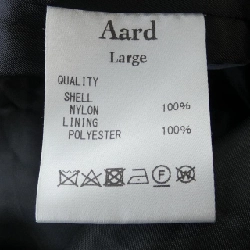 Aard
Large
QUALITY
SHELL
NYLON 100%
LINING
POLYESTER 100%